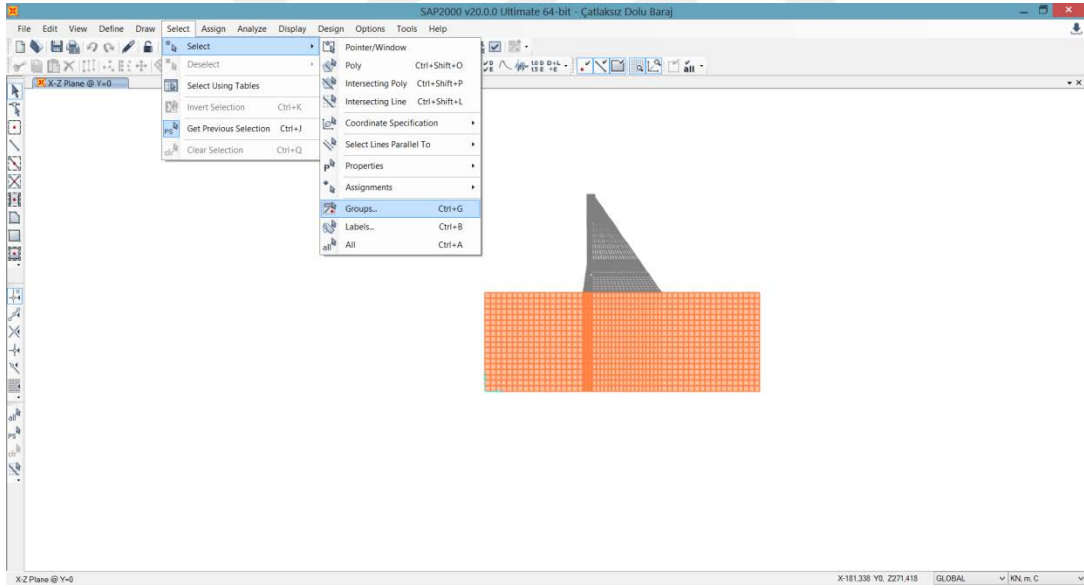 SAP2000 v20.0.0 Ultimate 64-bit - Çatlaksız Dolu Baraj
File Edit View Define Draw Select Assign Analyze Display Design Options Tools Help
X-Z Plane @ Y=0
Select
Deselect
Select Using Tables
Invert Selection Ctrl+K
Get Previous Selection Ctrl+J
Clear Selection Ctrl+Q
Pointer/Window
Poly Ctrl+Shift+O
Intersecting Poly Ctrl+Shift+P
Intersecting Line Ctrl+Shift+L
Coordinate Specification
Select Lines Parallel To
Properties
Assignments
Groups... Ctrl+G
Labels... Ctrl+B
All Ctrl+A
all
PS
clr
X-Z Plane @ Y=0 X-181.338 Y0. Z271.418 GLOBAL KN, m, C